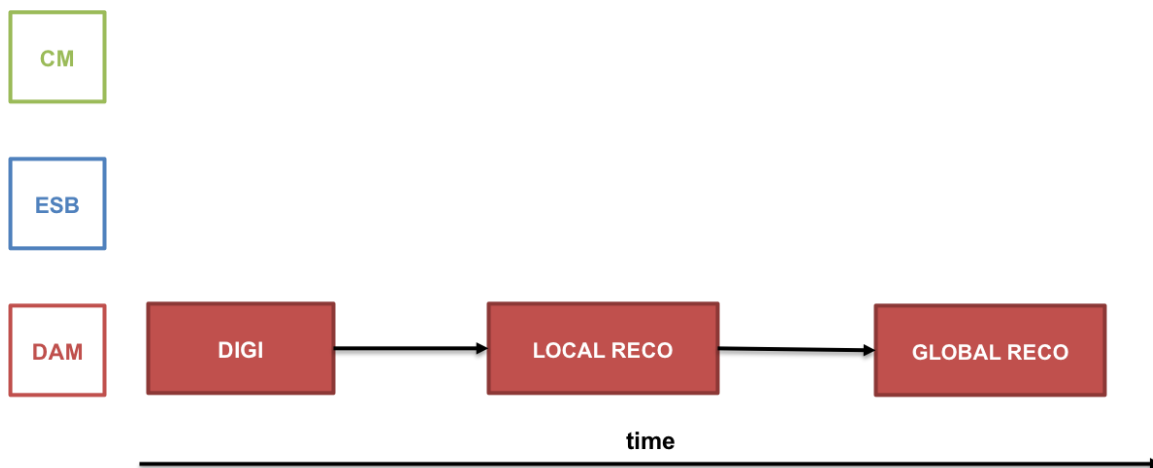 CM
ESB
DAM
DIGI
LOCAL RECO
GLOBAL RECO
time